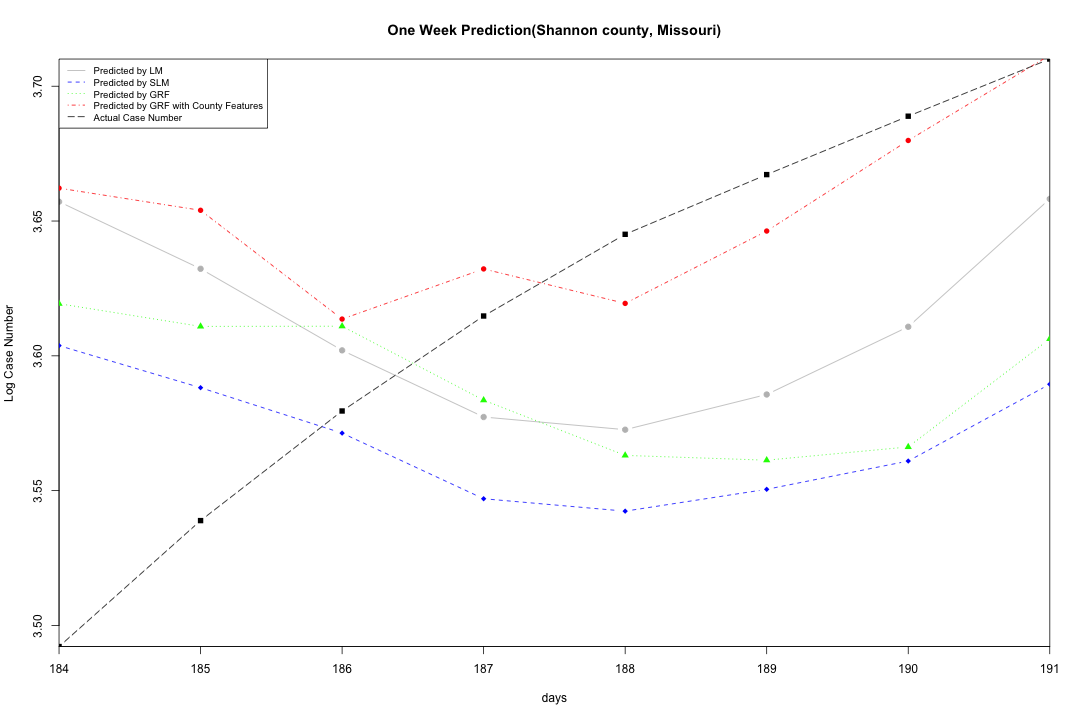 One Week Prediction(Shannon county, Missouri)
Predicted by LM
Predicted by SLM
Predicted by GRF
Predicted by GRF with County Features
Actual Case Number
3.70
3.65
3.60
3.55
3.50
Log Case Number
184 185 186 187 188 189 190 191
days